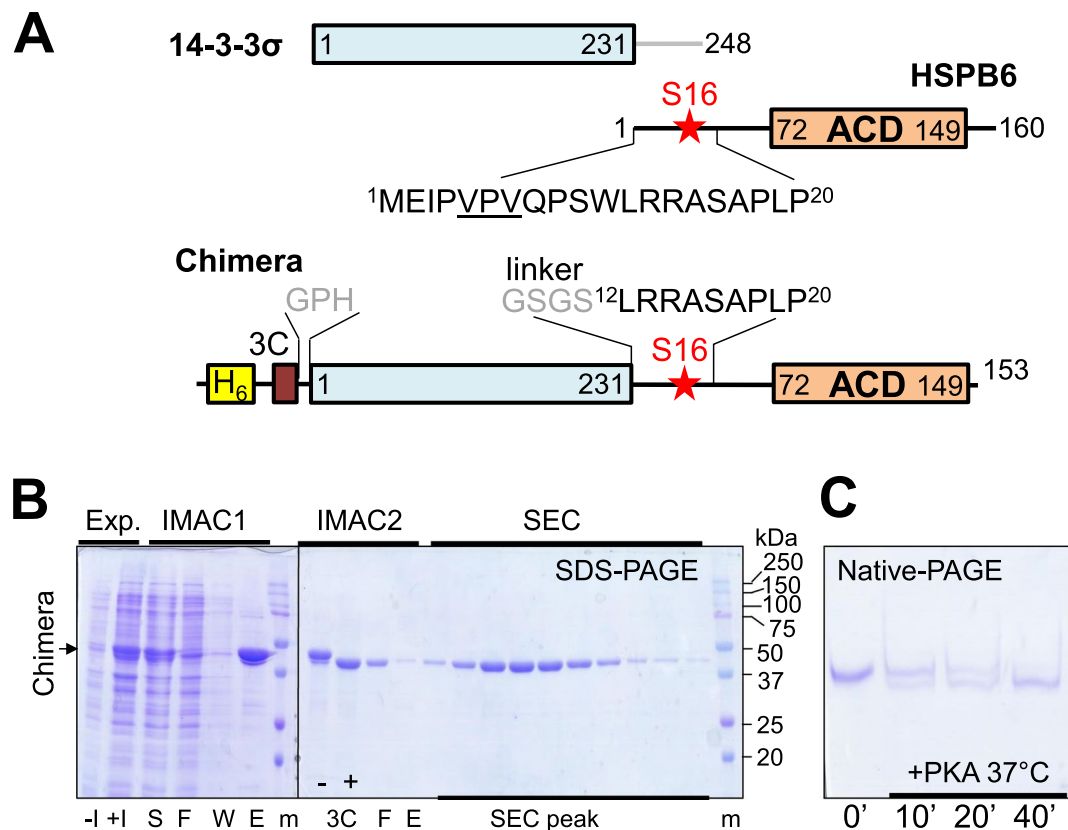 A
14-3-3σ
1 231 248
HSPB6
S16
1 72 ACD 149 160
¹MEIPVPVQPSWLRRASAPLP²⁰
Chimera
linker
GPH
GSGS¹²LRRASAPLP²⁰
3C
S16
H₆ 1 231 72 ACD 149 153
B
Exp. IMAC1 IMAC2 SEC
kDa
SDS-PAGE
250
150
100
75
50
37
25
20
Chimera
- +
-I +I S F W E m 3C F E SEC peak m
C
Native-PAGE
+PKA 37°C
0' 10' 20' 40'